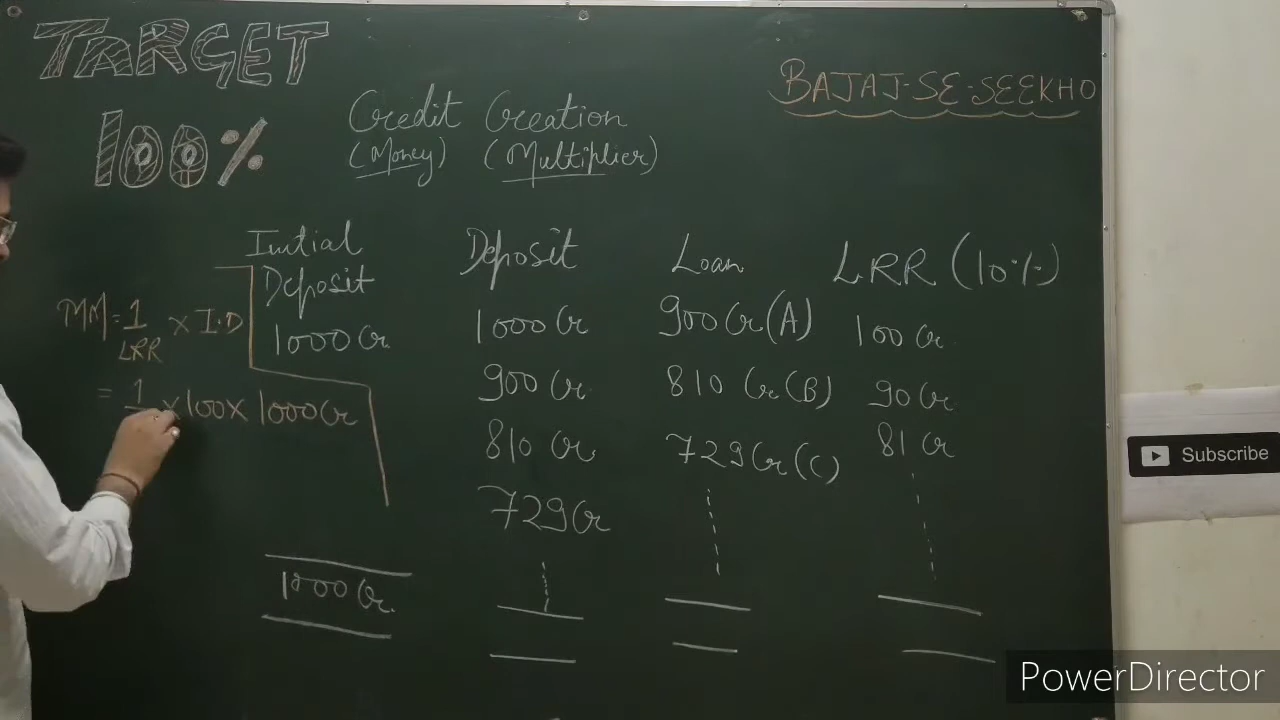 TARGET
100%
Credit Creation
(Money) (Multiplier)
BAJAJ-SE-SEEKHO
Initial Deposit
Deposit
Loan
LRR (10%)
1000 Cr.
1000 Cr
900 Cr (A)
100 Cr.
900 Cr.
810 Cr (B)
90 Cr.
810 Cr.
729 Cr (C)
81 Cr
729 Cr
1000 Cr.
MM = 1/LRR × I.D
= 1 × 100 × 1000 Cr
Subscribe
PowerDirector